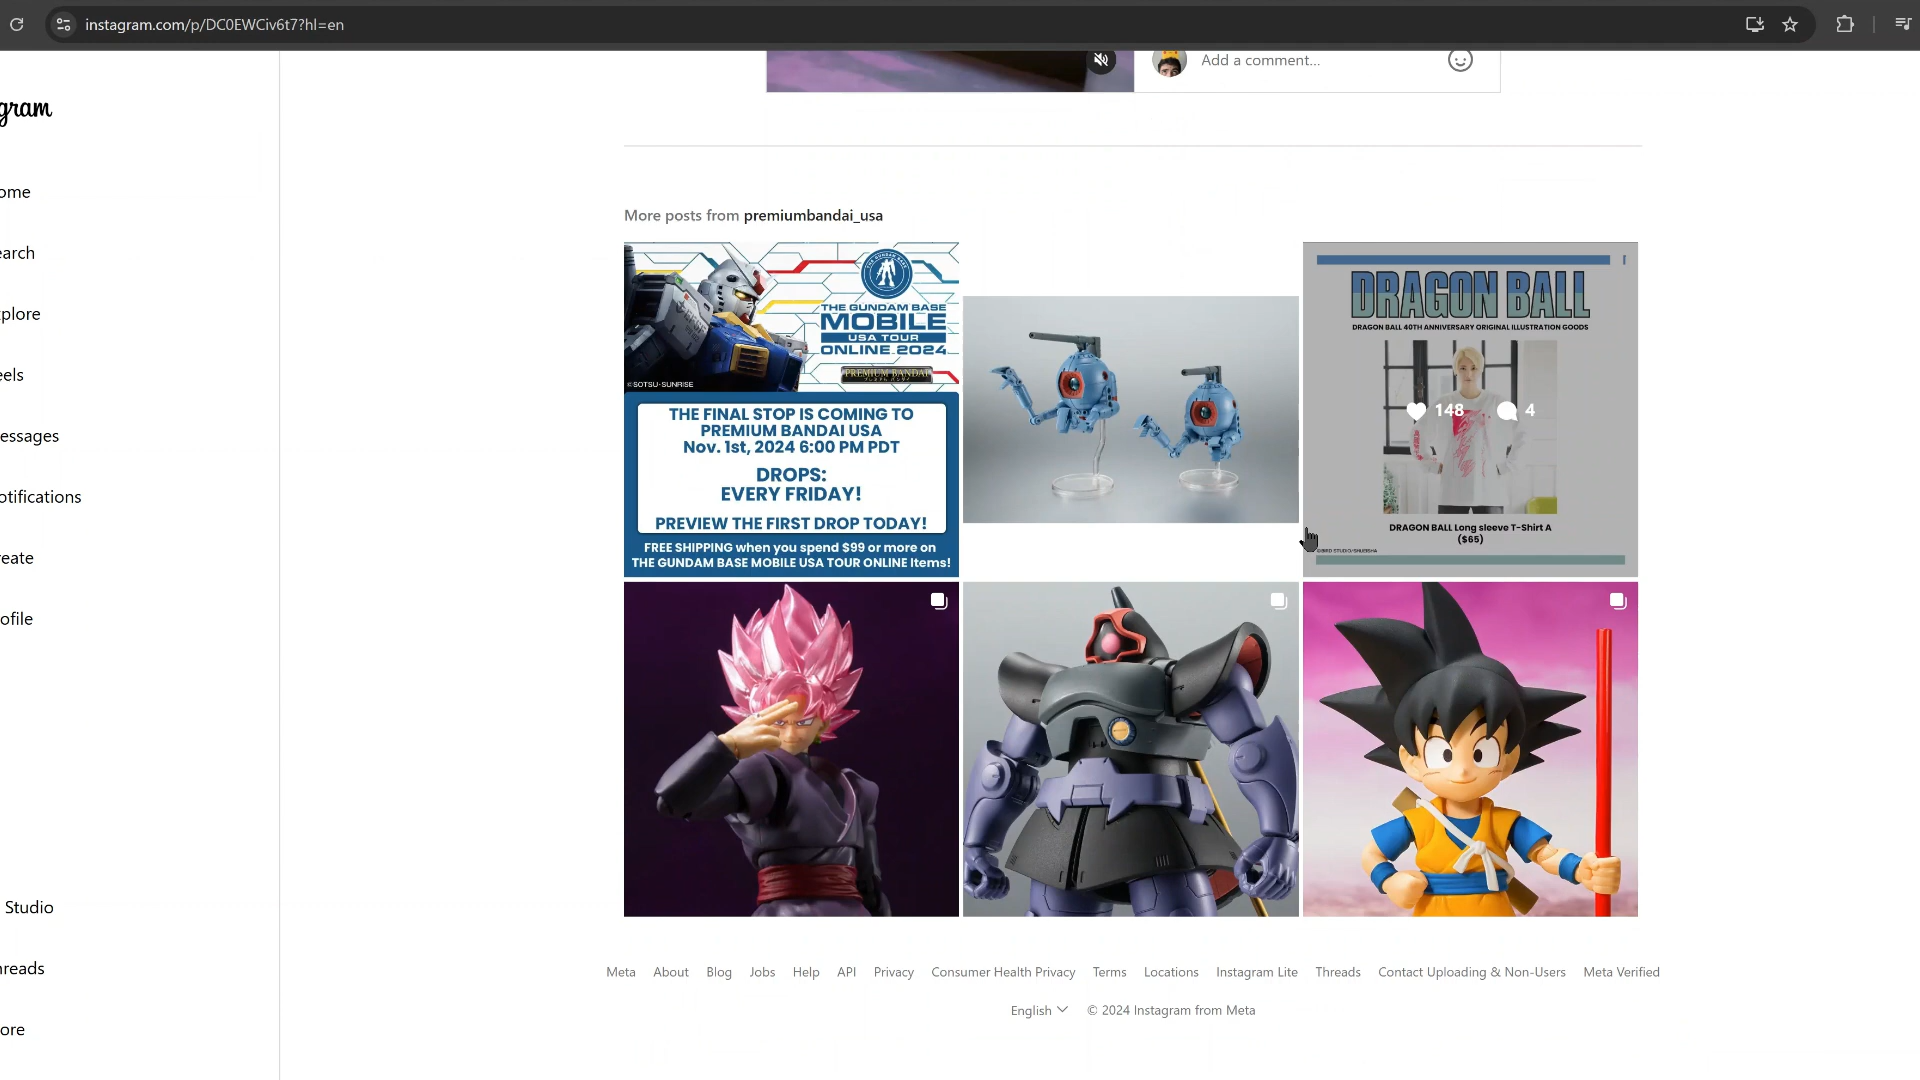 instagram.com/p/DC0EWCiv6t7?hl=en
gram
Add a comment...
ome
earch
plore
eels
essages
otifications
reate
ofile
Studio
reads
ore
More posts from premiumbandai_usa
THE GUNDAM BASE
MOBILE
USA TOUR
ONLINE 2024
PREMIUM BANDAI
©SOTSU·SUNRISE
THE FINAL STOP IS COMING TO
PREMIUM BANDAI USA
Nov. 1st, 2024 6:00 PM PDT
DROPS:
EVERY FRIDAY!
PREVIEW THE FIRST DROP TODAY!
FREE SHIPPING when you spend $99 or more on
THE GUNDAM BASE MOBILE USA TOUR ONLINE Items!
DRAGON BALL
DRAGON BALL 40TH ANNIVERSARY ORIGINAL ILLUSTRATION GOODS
148 4
DRAGON BALL Long sleeve T-Shirt A
($65)
Meta About Blog Jobs Help API Privacy Consumer Health Privacy Terms Locations Instagram Lite Threads Contact Uploading & Non-Users Meta Verified
English © 2024 Instagram from Meta